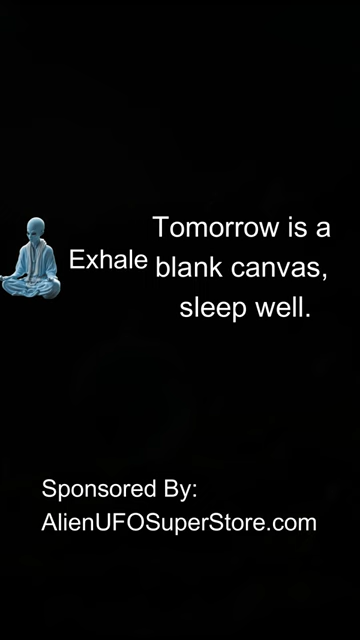 Exhale
Tomorrow is a
blank canvas,
sleep well.
Sponsored By:
AlienUFOSuperStore.com